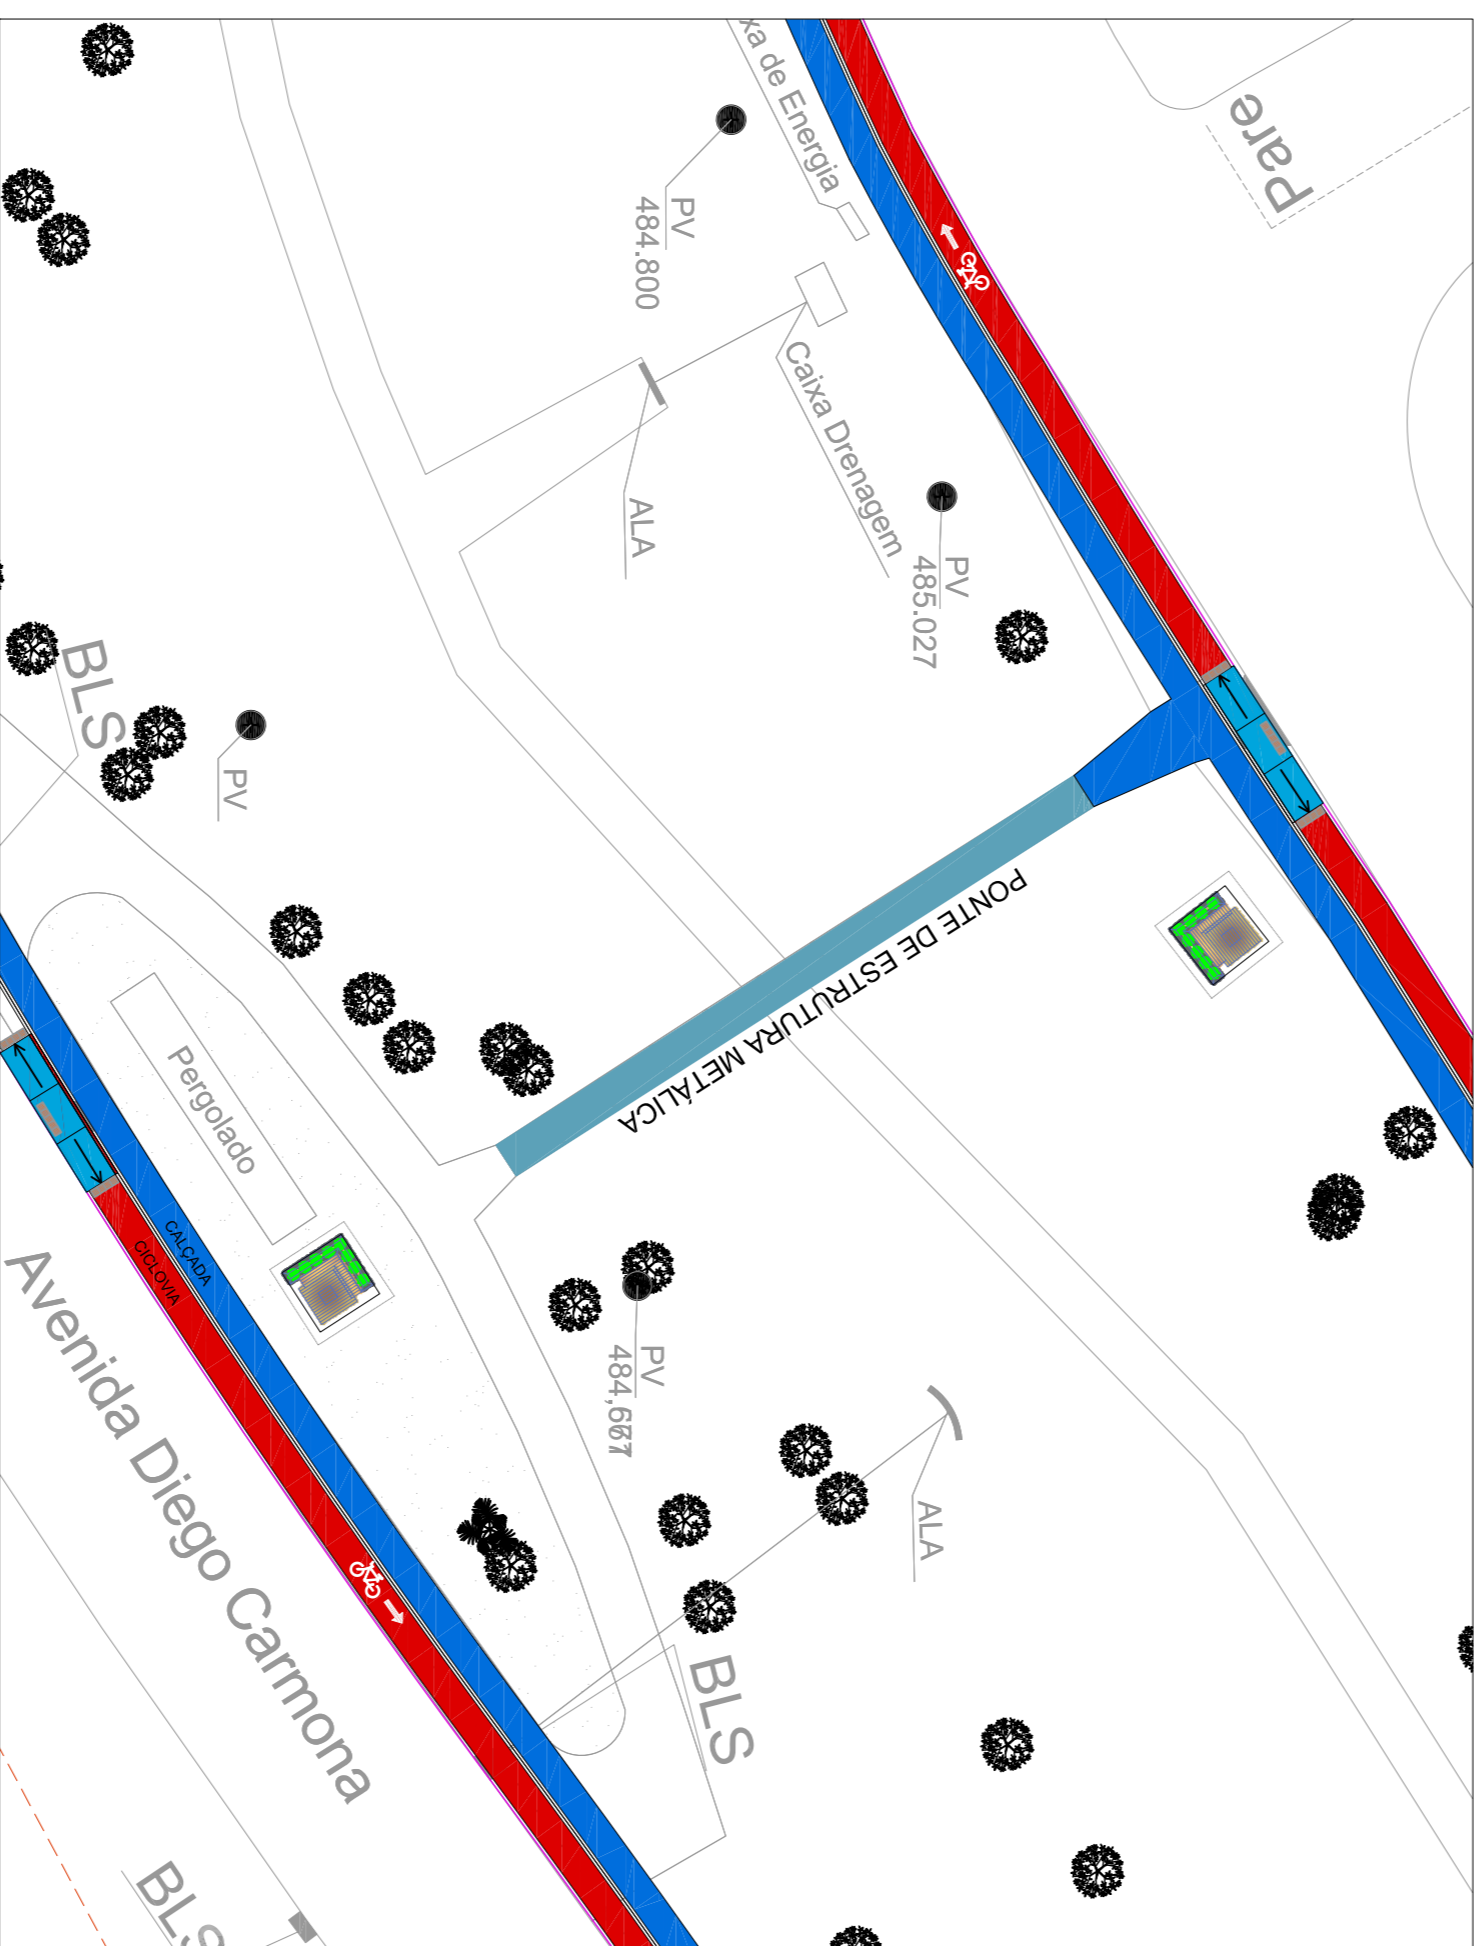 xa de Energia
Pare
PV
484.800
Caixa Drenagem
ALA
PV
485.027
BLS
PV
PONTE DE ESTRUTURA METÁLICA
Pergolado
CALÇADA
CICLOVIA
Avenida Diego Carmona
PV
ALA
BLS
BLS